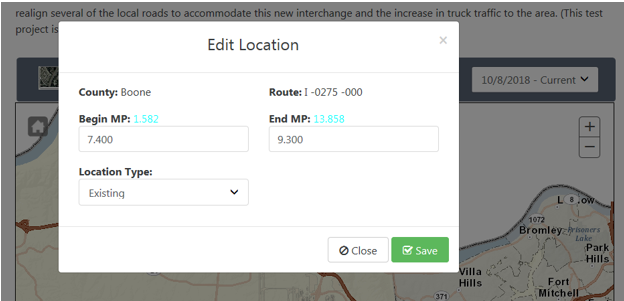 realign several of the local roads to accommodate this new interchange and the increase in truck traffic to the area. (This test
project is
Edit Location
×
10/8/2018 - Current
County: Boone
Route: I -0275 -000
Begin MP: 1.582
End MP: 13.858
7.400
9.300
+
−
Location Type:
Existing
8
1072
Bromley
Prisoners
Lake
Park
Hills
Close
Save
Villa
Hills
371
Fort
Mitchell